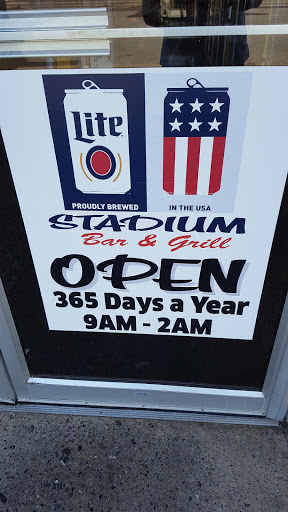 Lite
PROUDLY BREWED IN THE USA
STADIUM
Bar & Grill
OPEN
365 Days a Year
9AM - 2AM